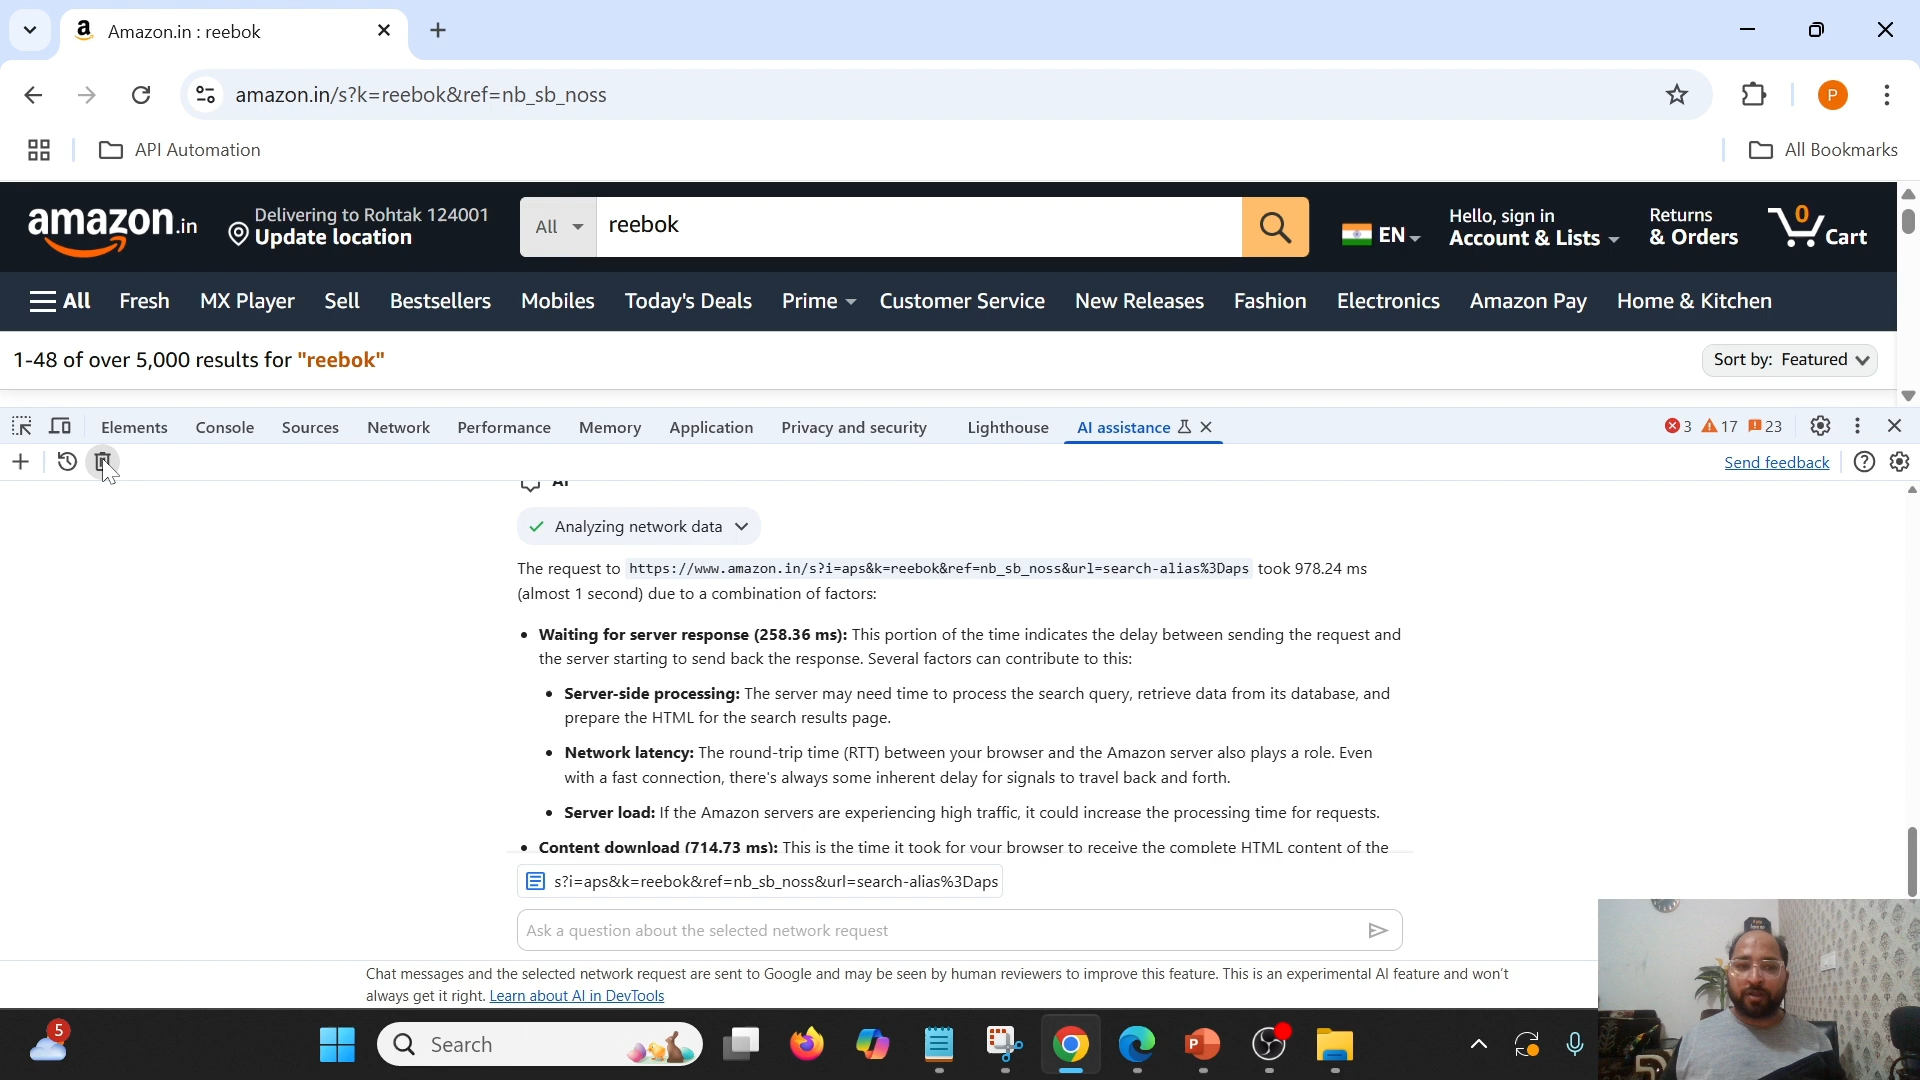 Amazon.in : reebok
amazon.in/s?k=reebok&ref=nb_sb_noss
P
API Automation
All Bookmarks
amazon.in
Delivering to Rohtak 124001
Update location
All
reebok
EN
Hello, sign in
Account & Lists
Returns
& Orders
0
Cart
All Fresh MX Player Sell Bestsellers Mobiles Today's Deals Prime Customer Service New Releases Fashion Electronics Amazon Pay Home & Kitchen
1-48 of over 5,000 results for "reebok"
Sort by: Featured
Elements Console Sources Network Performance Memory Application Privacy and security Lighthouse AI assistance 3 17 23
Send feedback
AI
Analyzing network data
The request to https://www.amazon.in/s?i=aps&k=reebok&ref=nb_sb_noss&url=search-alias%3Daps took 978.24 ms
(almost 1 second) due to a combination of factors:
• Waiting for server response (258.36 ms): This portion of the time indicates the delay between sending the request and
the server starting to send back the response. Several factors can contribute to this:
• Server-side processing: The server may need time to process the search query, retrieve data from its database, and
prepare the HTML for the search results page.
• Network latency: The round-trip time (RTT) between your browser and the Amazon server also plays a role. Even
with a fast connection, there's always some inherent delay for signals to travel back and forth.
• Server load: If the Amazon servers are experiencing high traffic, it could increase the processing time for requests.
• Content download (714.73 ms): This is the time it took for your browser to receive the complete HTML content of the
s?i=aps&k=reebok&ref=nb_sb_noss&url=search-alias%3Daps
Ask a question about the selected network request
Chat messages and the selected network request are sent to Google and may be seen by human reviewers to improve this feature. This is an experimental AI feature and won't
always get it right. Learn about AI in DevTools
5
Search